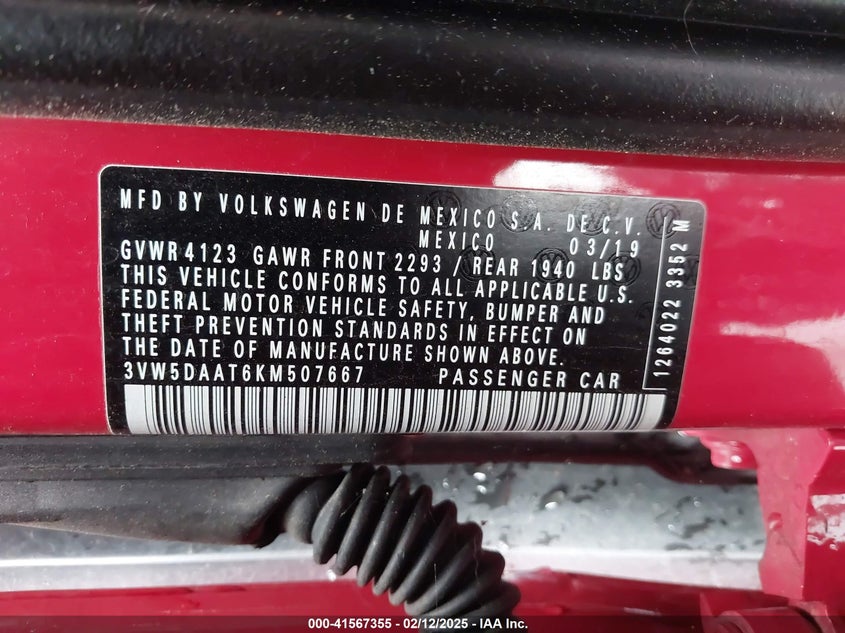 MFD BY VOLKSWAGEN DE MEXICO S.A. DE C.V.
MEXICO 03/19
GVWR 4123 GAWR FRONT 2293 / REAR 1940 LBS
THIS VEHICLE CONFORMS TO ALL APPLICABLE U.S.
FEDERAL MOTOR VEHICLE SAFETY, BUMPER AND
THEFT PREVENTION STANDARDS IN EFFECT ON
THE DATE OF MANUFACTURE SHOWN ABOVE.
3VW5DAAT6KM507667 PASSENGER CAR
1264022 3352 M
000-41567355 - 02/12/2025 - IAA Inc.